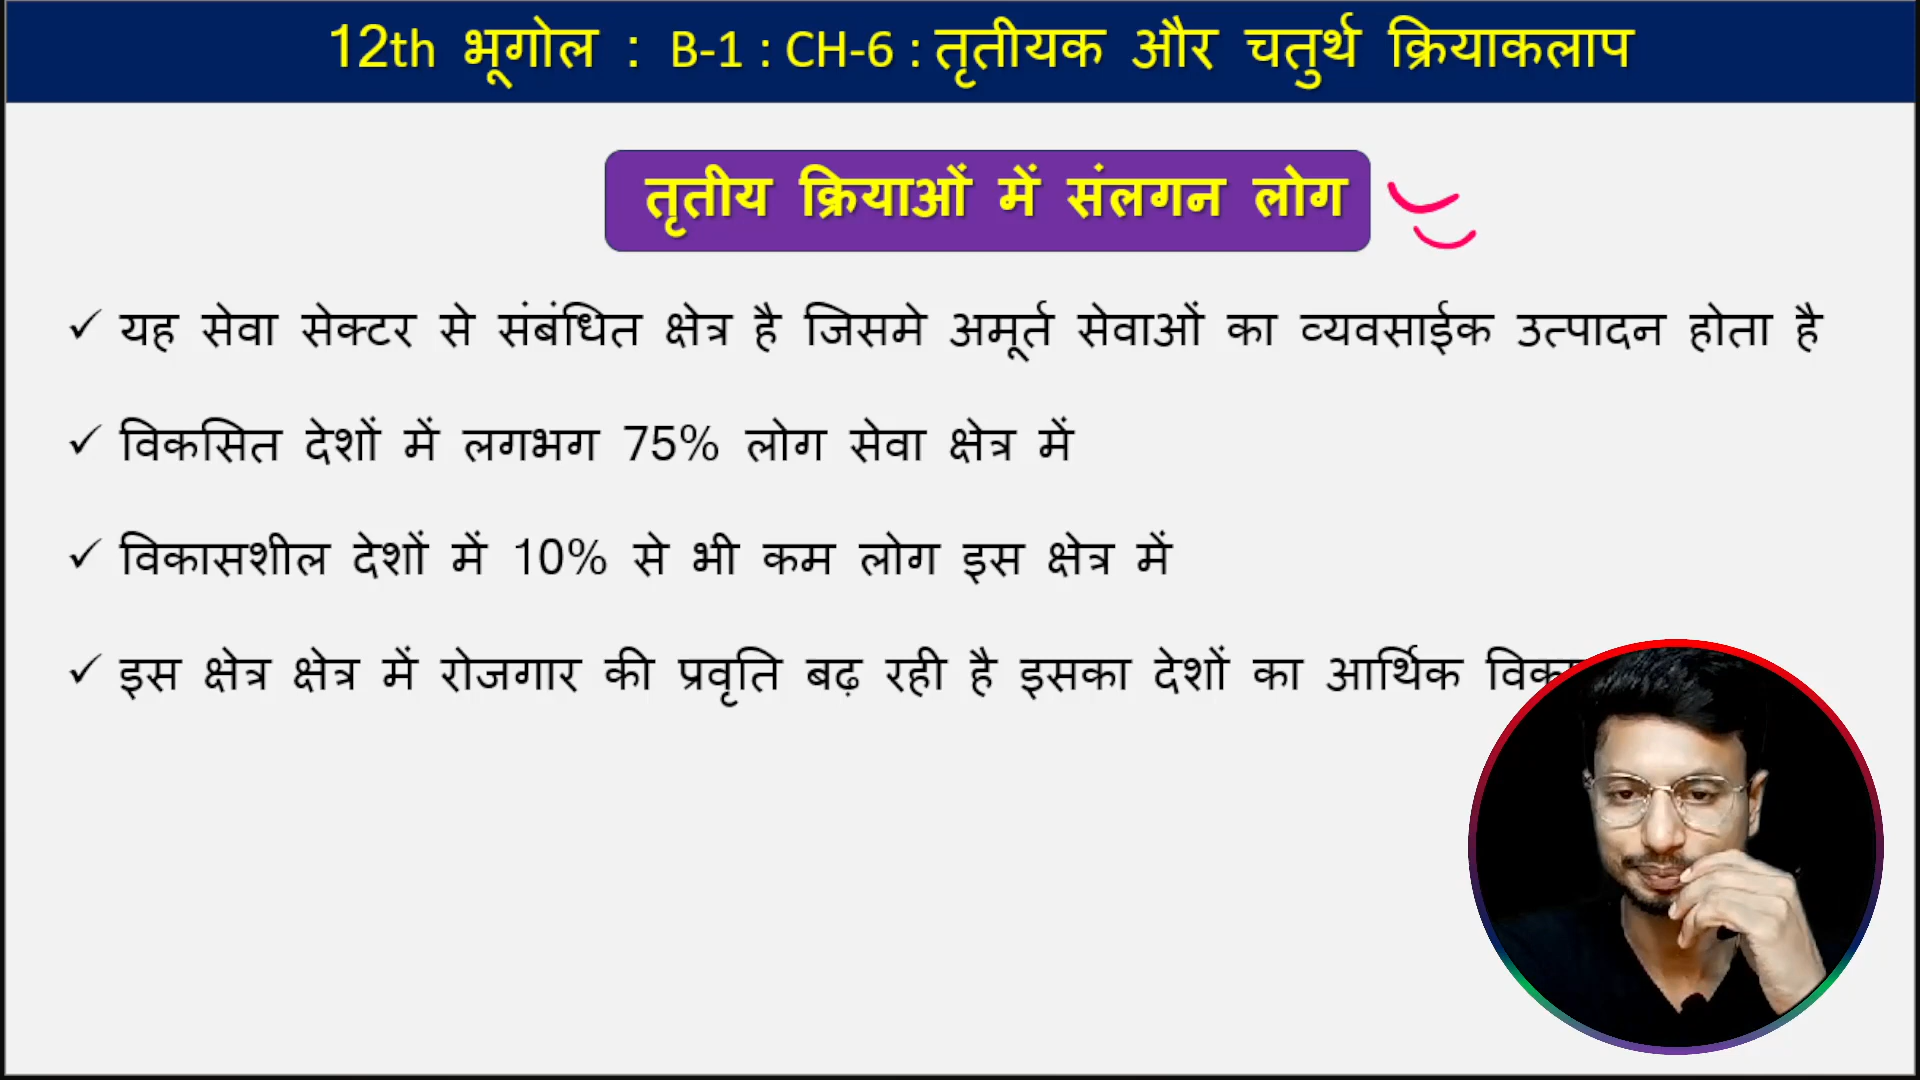 12th भूगोल : B-1 : CH-6 : तृतीयक और चतुर्थ क्रियाकलाप
तृतीय क्रियाओं में संलगन लोग
✓ यह सेवा सेक्टर से संबंधित क्षेत्र है जिसमे अमूर्त सेवाओं का व्यवसाईक उत्पादन होता है
✓ विकसित देशों में लगभग 75% लोग सेवा क्षेत्र में
✓ विकासशील देशों में 10% से भी कम लोग इस क्षेत्र में
✓ इस क्षेत्र क्षेत्र में रोजगार की प्रवृति बढ़ रही है इसका देशों का आर्थिक